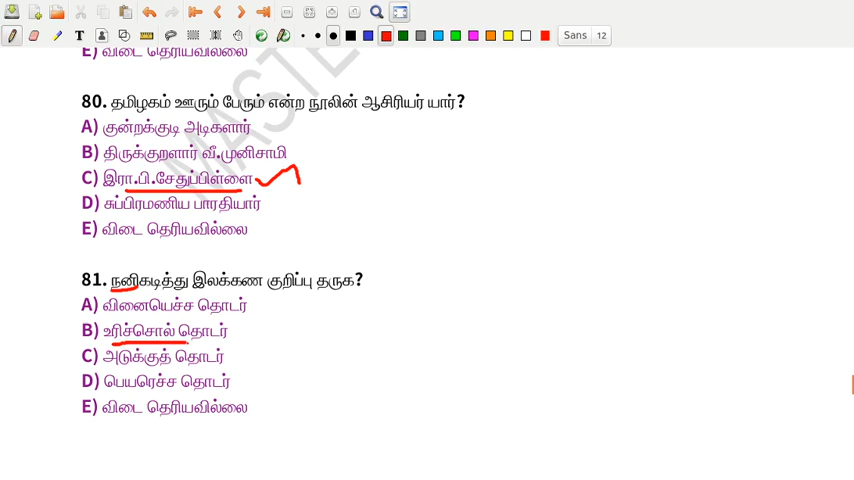 Sans 12
E) விடை தெரியவில்லை
80. தமிழகம் ஊரும் பேரும் என்ற நூலின் ஆசிரியர் யார்?
A) குன்றக்குடி அடிகளார்
B) திருக்குறளார் வீ.முனிசாமி
C) இரா.பி.சேதுப்பிள்ளை
D) சுப்பிரமணிய பாரதியார்
E) விடை தெரியவில்லை
81. நனிகடித்து இலக்கண குறிப்பு தருக?
A) வினையெச்ச தொடர்
B) உரிச்சொல் தொடர்
C) அடுக்குத் தொடர்
D) பெயரெச்ச தொடர்
E) விடை தெரியவில்லை